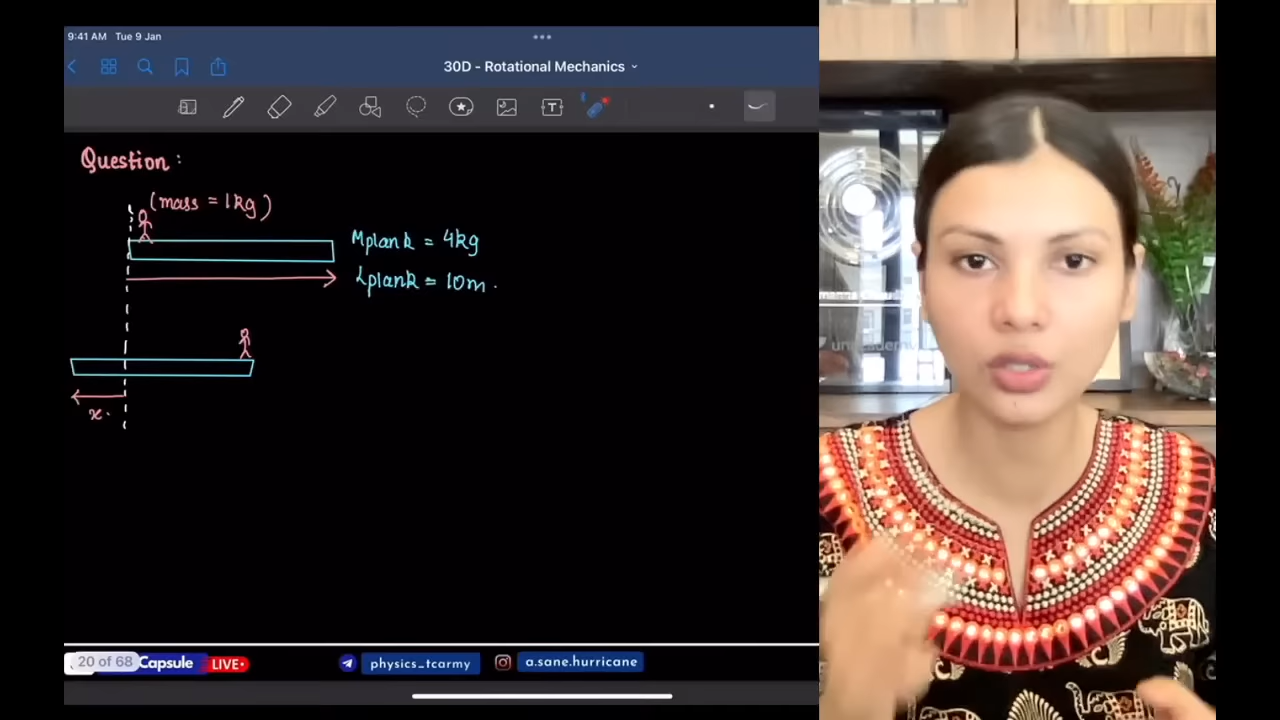 9:41 AM Tue 9 Jan
30D - Rotational Mechanics
T
Question :
(mass = 1kg)
Mplank = 4kg
Lplank = 10m.
x.
20 of 68 Capsule LIVE
physics_tcarmy
a.sane.hurricane